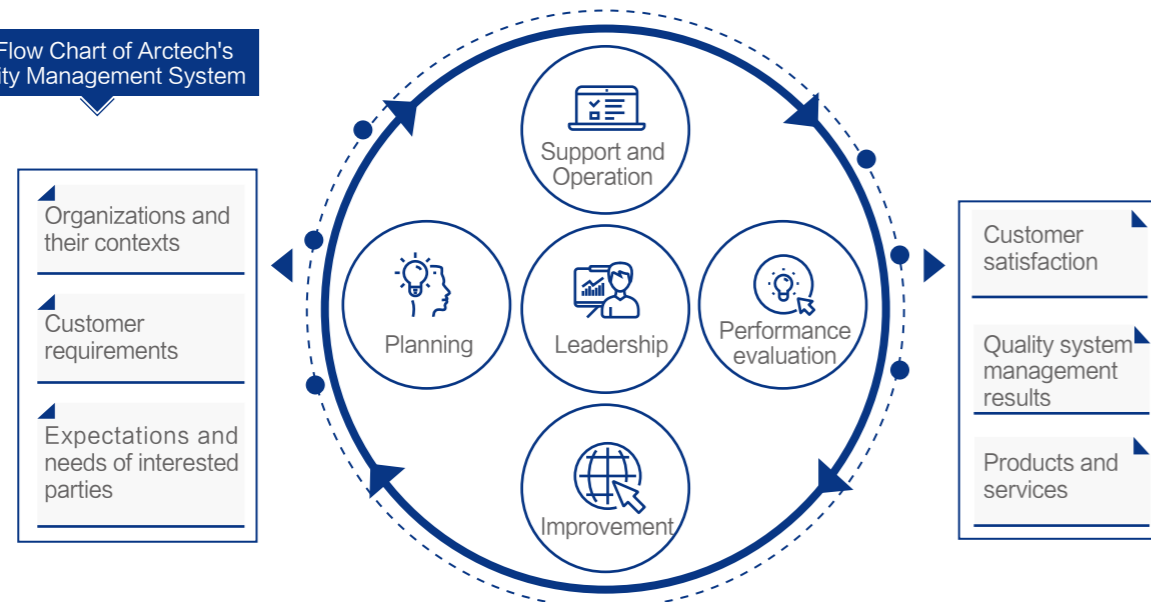 Flow Chart of Arctech's
ity Management System
Organizations and
their contexts
Customer
requirements
Expectations and
needs of interested
parties
Support and
Operation
Planning
Leadership
Performance
evaluation
Improvement
Customer
satisfaction
Quality system
management
results
Products and
services